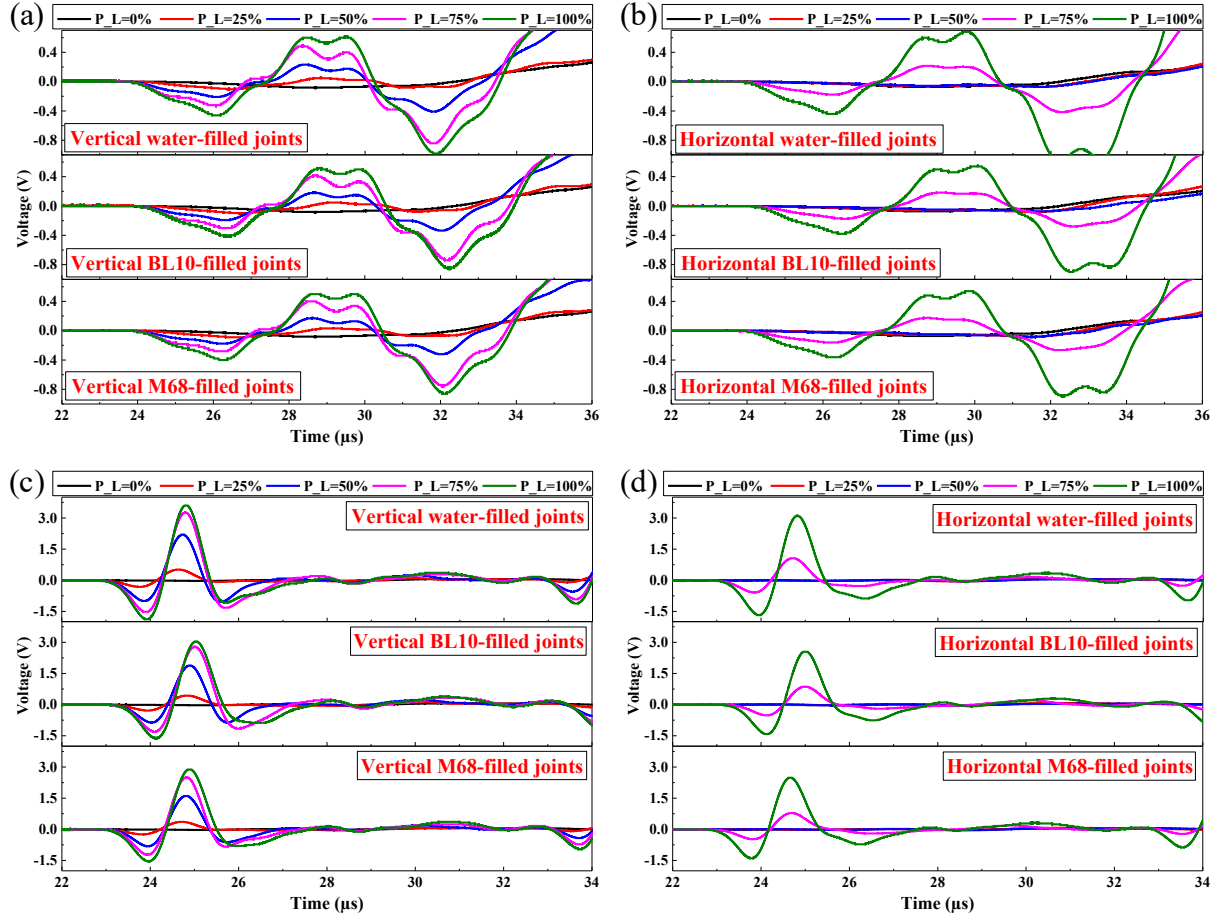 (a)
P_L=0% P_L=25% P_L=50% P_L=75% P_L=100%
0.4
0.0
-0.4
-0.8
Vertical water-filled joints
0.4
0.0
-0.4
-0.8
Voltage (V)
Vertical BL10-filled joints
0.4
0.0
-0.4
-0.8
Vertical M68-filled joints
22 24 26 28 30 32 34 36
Time (μs)
(b)
P_L=0% P_L=25% P_L=50% P_L=75% P_L=100%
0.4
0.0
-0.4
-0.8
Horizontal water-filled joints
0.4
0.0
-0.4
-0.8
Voltage (V)
Horizontal BL10-filled joints
0.4
0.0
-0.4
-0.8
Horizontal M68-filled joints
22 24 26 28 30 32 34 36
Time (μs)
(c)
P_L=0% P_L=25% P_L=50% P_L=75% P_L=100%
3.0
1.5
0.0
-1.5
Vertical water-filled joints
3.0
1.5
0.0
-1.5
Voltage (V)
Vertical BL10-filled joints
3.0
1.5
0.0
-1.5
Vertical M68-filled joints
22 24 26 28 30 32 34
Time (μs)
(d)
P_L=0% P_L=25% P_L=50% P_L=75% P_L=100%
3.0
1.5
0.0
-1.5
Horizontal water-filled joints
3.0
1.5
0.0
-1.5
Voltage (V)
Horizontal BL10-filled joints
3.0
1.5
0.0
-1.5
Horizontal M68-filled joints
22 24 26 28 30 32 34
Time (μs)